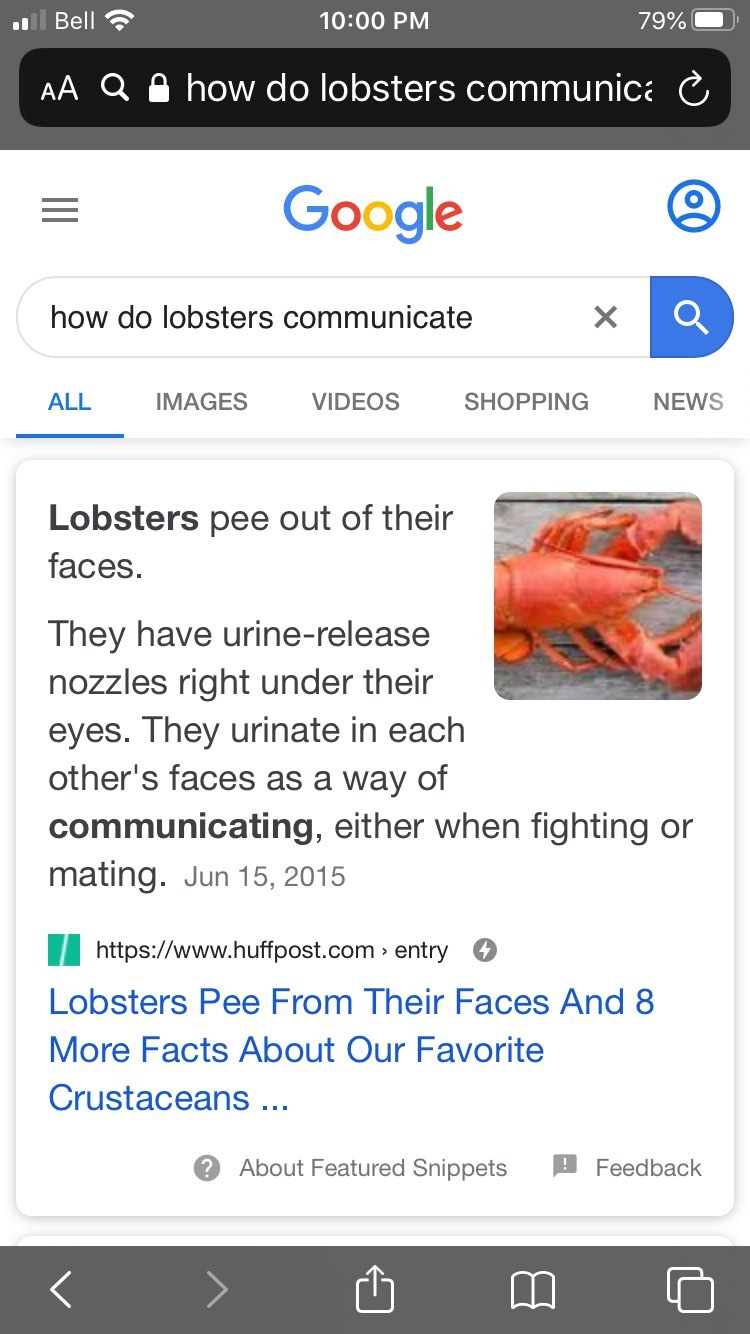 Bell 10:00 PM 79%
AA how do lobsters communica
Google
how do lobsters communicate
ALL IMAGES VIDEOS SHOPPING NEWS
Lobsters pee out of their
faces.
They have urine-release
nozzles right under their
eyes. They urinate in each
other's faces as a way of
communicating, either when fighting or
mating. Jun 15, 2015
https://www.huffpost.com › entry
Lobsters Pee From Their Faces And 8
More Facts About Our Favorite
Crustaceans ...
? About Featured Snippets ! Feedback